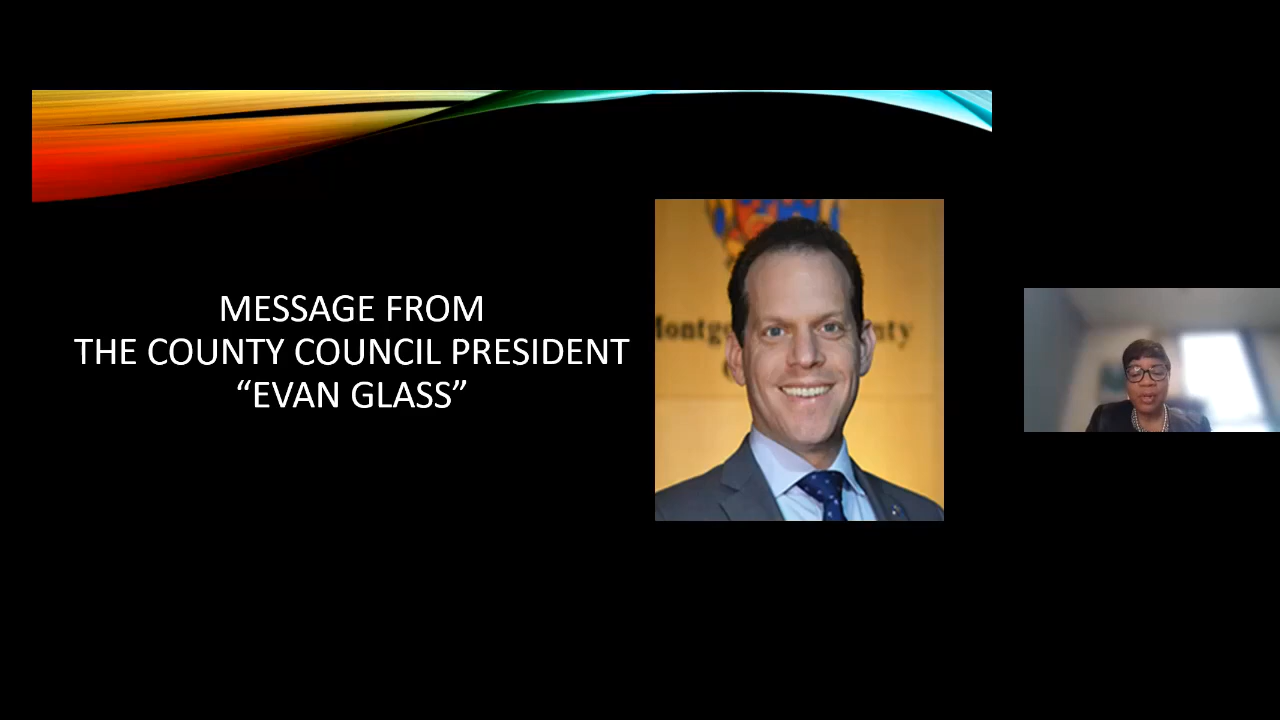 MESSAGE FROM
THE COUNTY COUNCIL PRESIDENT
“EVAN GLASS”